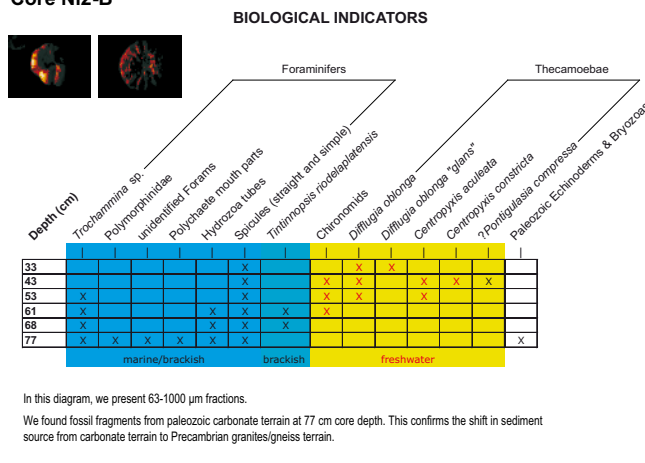 Core Ni2-B
BIOLOGICAL INDICATORS
Foraminifers
Thecamoebae
Depth (cm)
Trochammina sp.
Polymorphinidae
unidentified Forams
Polychaete mouth parts
Hydrozoa tubes
Spicules (straight and simple)
Tintinnopsis riodelaplatensis
Chironomids
Difflugia oblonga
Difflugia oblonga "glans"
Centropyxis aculeata
Centropyxis constricta
?Pontigulasia compressa
Paleozoic Echinoderms & Bryozoas
33 X X X
43 X X X X X X
53 X X X X X
61 X X X X X
68 X X X X
77 X X X X X X X
marine/brackish brackish freshwater
In this diagram, we present 63-1000 µm fractions.
We found fossil fragments from paleozoic carbonate terrain at 77 cm core depth. This confirms the shift in sediment
source from carbonate terrain to Precambrian granites/gneiss terrain.